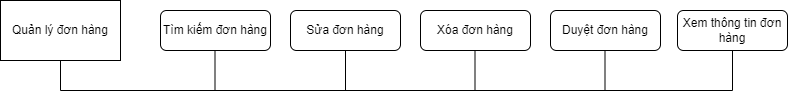 Quản lý đơn hàng
Tìm kiếm đơn hàng
Sửa đơn hàng
Xóa đơn hàng
Duyệt đơn hàng
Xem thông tin đơn
hàng